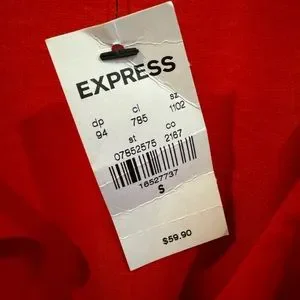 EXPRESS
dp cl sz
94 785 1102
st co
07852575 2187
16527737
S
$59.90